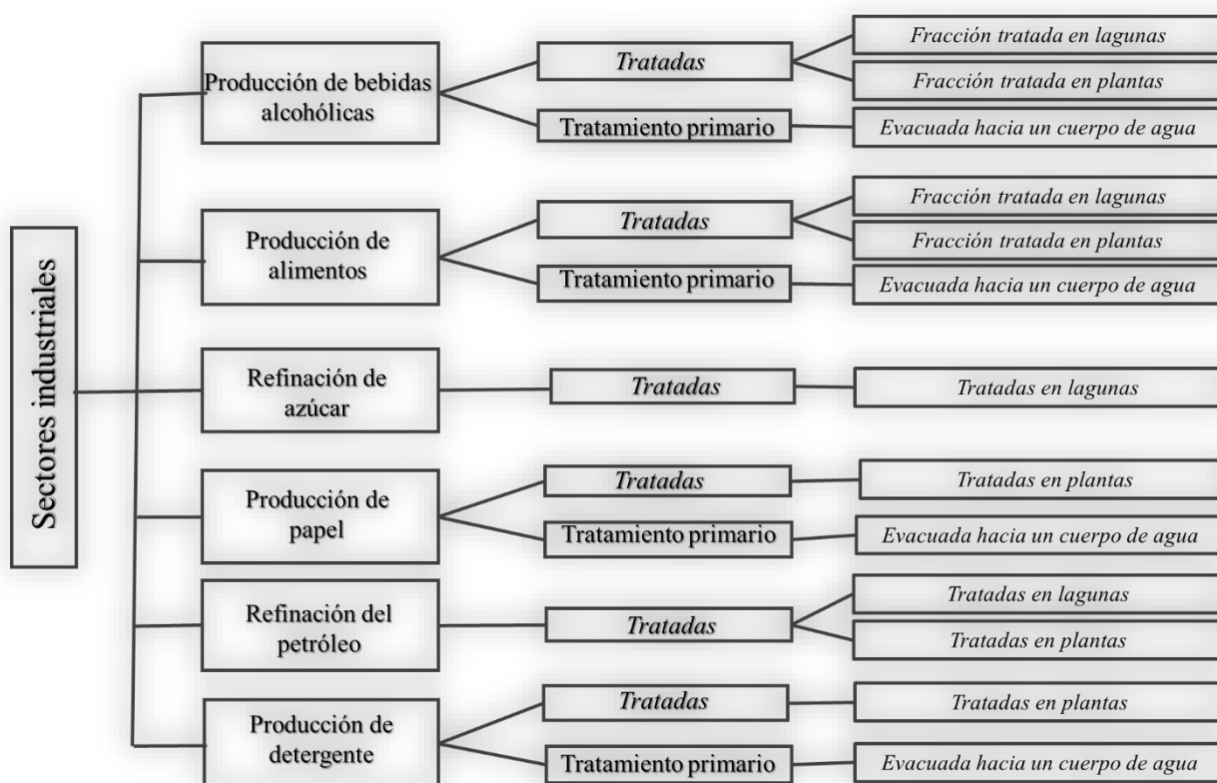 Sectores industriales
Producción de bebidas
alcohólicas
Tratadas
Fracción tratada en lagunas
Fracción tratada en plantas
Tratamiento primario
Evacuada hacia un cuerpo de agua
Producción de
alimentos
Tratadas
Fracción tratada en lagunas
Fracción tratada en plantas
Tratamiento primario
Evacuada hacia un cuerpo de agua
Refinación de
azúcar
Tratadas
Tratadas en lagunas
Producción de
papel
Tratadas
Tratadas en plantas
Tratamiento primario
Evacuada hacia un cuerpo de agua
Refinación del
petróleo
Tratadas
Tratadas en lagunas
Tratadas en plantas
Producción de
detergente
Tratadas
Tratadas en plantas
Tratamiento primario
Evacuada hacia un cuerpo de agua